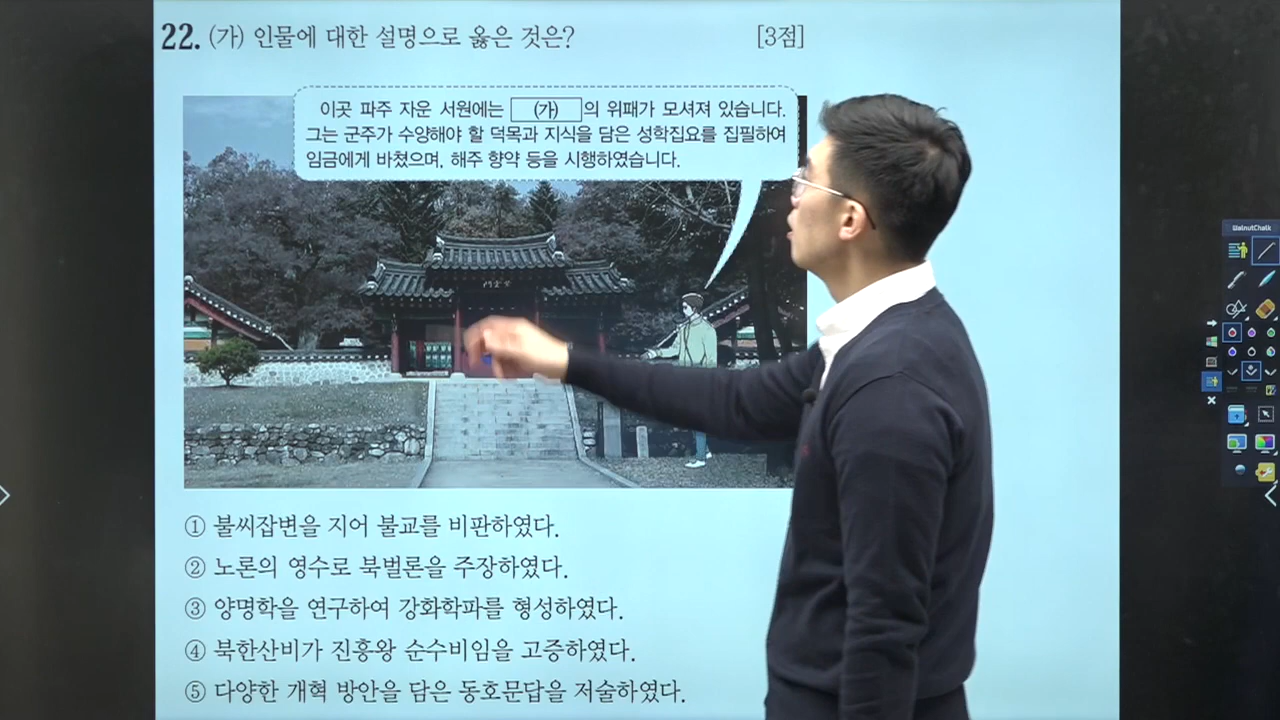 22. (가) 인물에 대한 설명으로 옳은 것은? [3점]
이곳 파주 자운 서원에는 (가) 의 위패가 모셔져 있습니다.
그는 군주가 수양해야 할 덕목과 지식을 담은 성학집요를 집필하여
임금에게 바쳤으며, 해주 향약 등을 시행하였습니다.
① 불씨잡변을 지어 불교를 비판하였다.
② 노론의 영수로 북벌론을 주장하였다.
③ 양명학을 연구하여 강화학파를 형성하였다.
④ 북한산비가 진흥왕 순수비임을 고증하였다.
⑤ 다양한 개혁 방안을 담은 동호문답을 저술하였다.
WalnutChalk